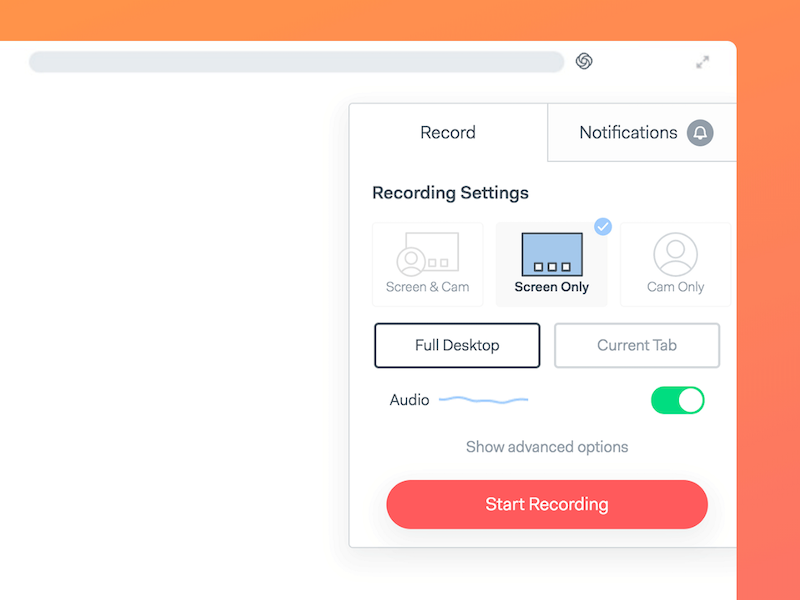 Record
Notifications
Recording Settings
Screen & Cam
Screen Only
Cam Only
Full Desktop
Current Tab
Audio
Show advanced options
Start Recording